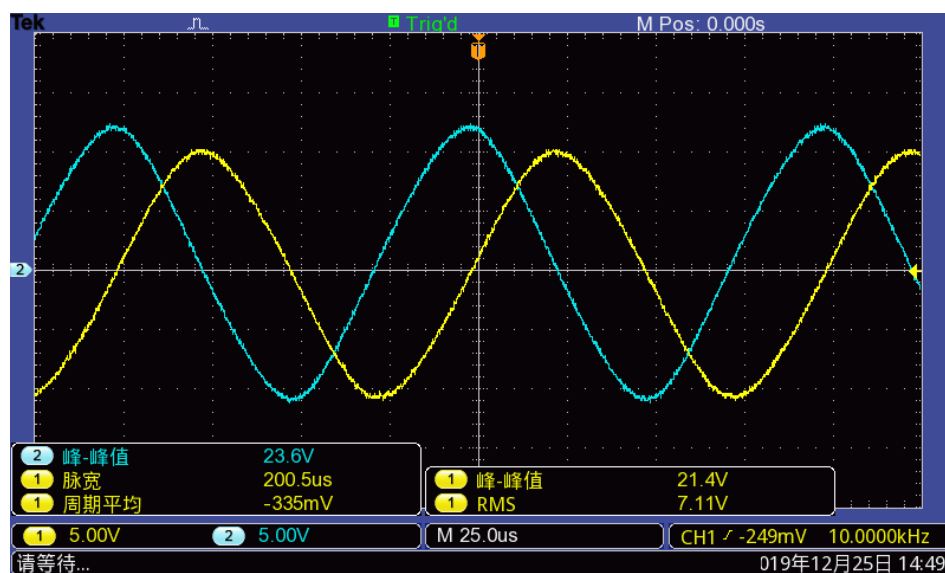 Tek T Trig'd M Pos: 0.000s
T
2
2 峰-峰值 23.6V
1 脉宽 200.5us
1 周期平均 -335mV
1 峰-峰值 21.4V
1 RMS 7.11V
1 5.00V 2 5.00V M 25.0us CH1 -249mV 10.0000kHz
请等待... 019年12月25日 14:49